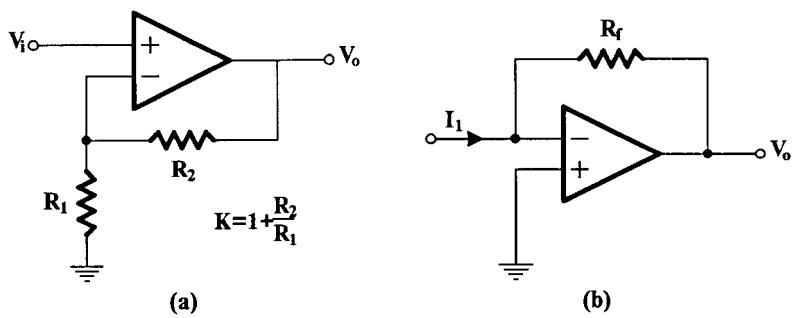 Vi
+
−
Vo
R2
R1
K=1+R2/R1
(a)
Rf
I1
−
+
Vo
(b)